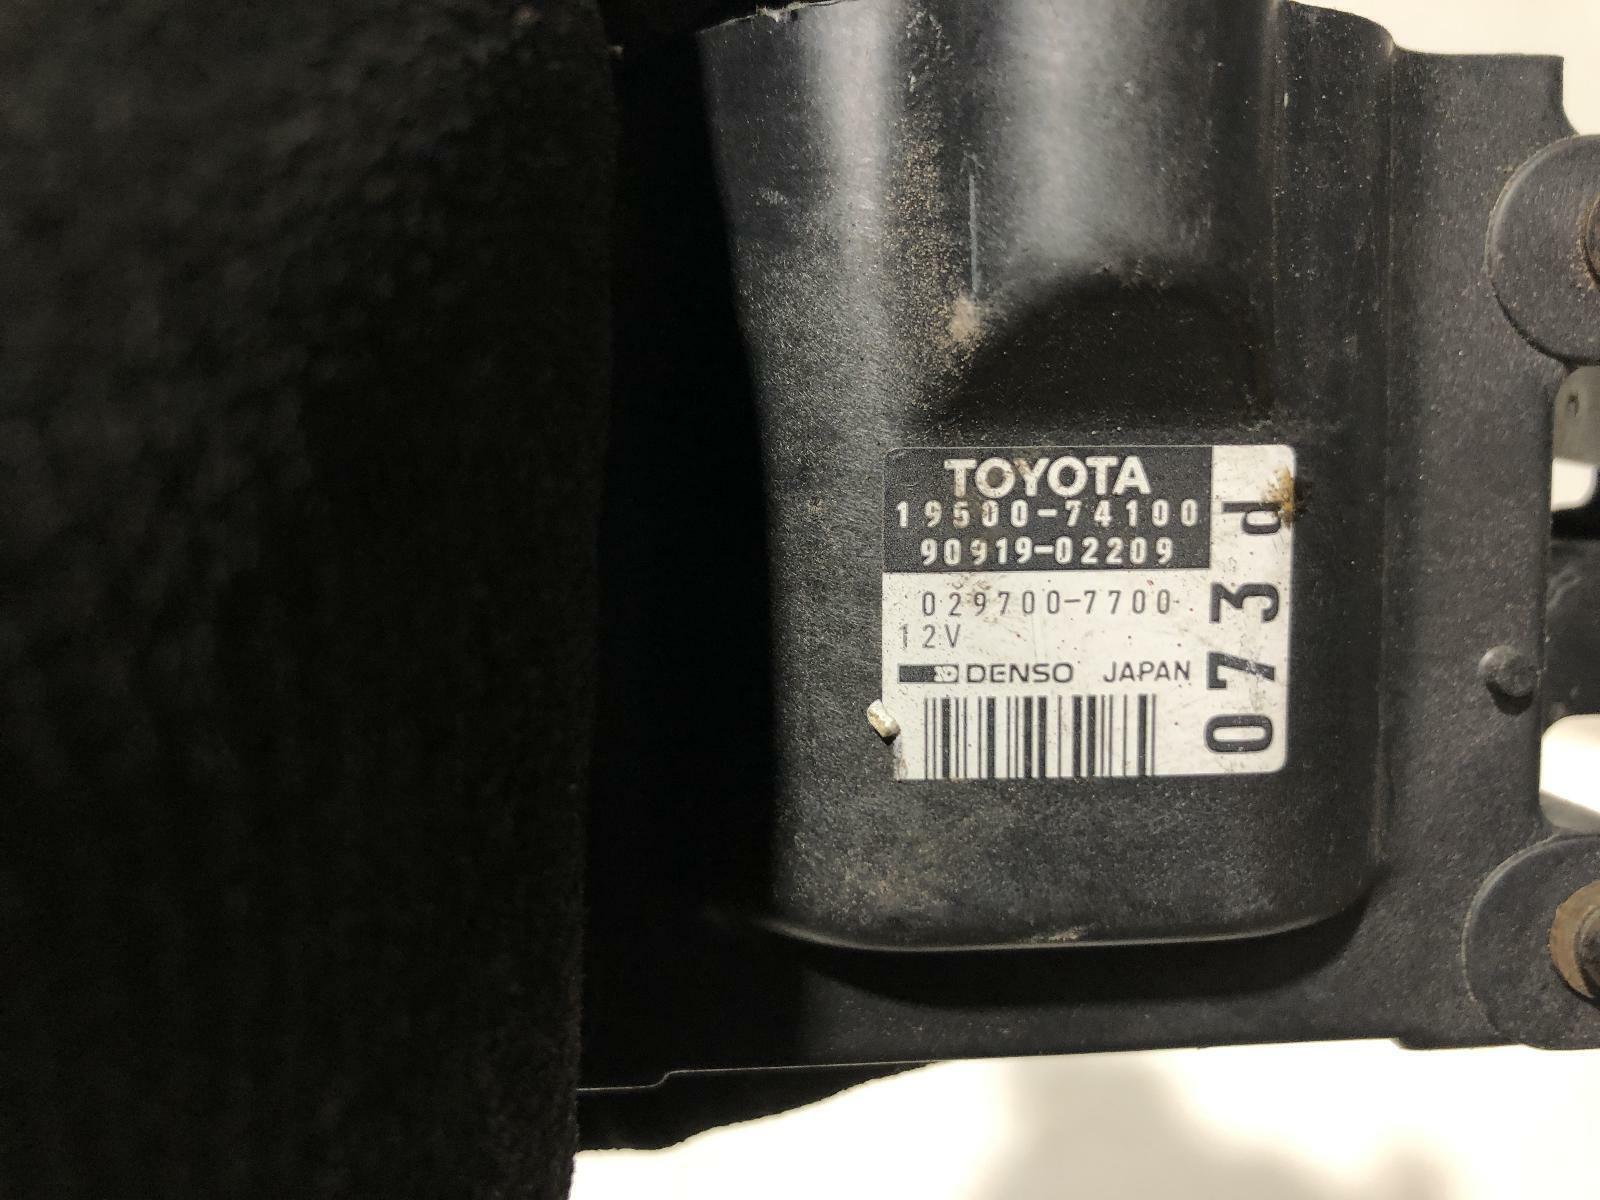 TOYOTA
19500-74100
90919-02209
029700-7700
12V
DENSO JAPAN
073d